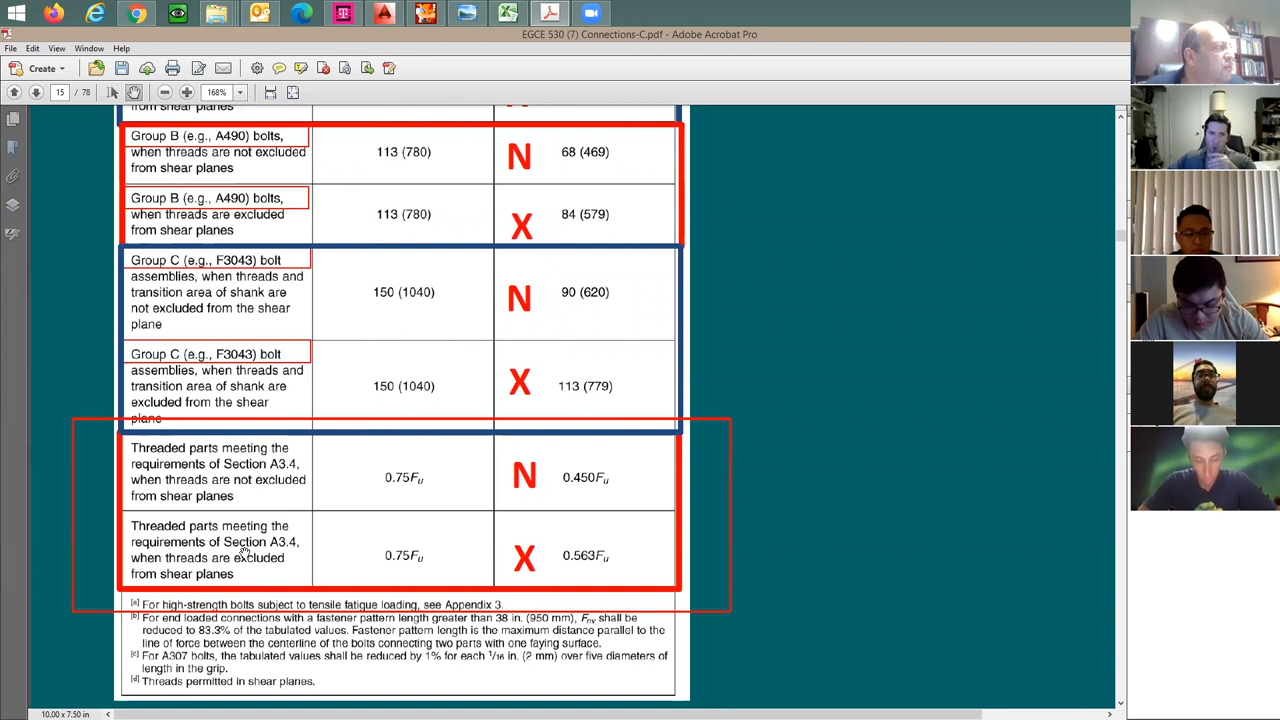 EGCE 530 (7) Connections-C.pdf - Adobe Acrobat Pro
File Edit View Window Help
Create
15 / 78 168%
from shear planes
Group B (e.g., A490) bolts,
when threads are not excluded
from shear planes
113 (780)
N 68 (469)
Group B (e.g., A490) bolts,
when threads are excluded
from shear planes
113 (780)
X 84 (579)
Group C (e.g., F3043) bolt
assemblies, when threads and
transition area of shank are
not excluded from the shear
plane
150 (1040)
N 90 (620)
Group C (e.g., F3043) bolt
assemblies, when threads and
transition area of shank are
excluded from the shear
plane
150 (1040)
X 113 (779)
Threaded parts meeting the
requirements of Section A3.4,
when threads are not excluded
from shear planes
0.75Fu
N 0.450Fu
Threaded parts meeting the
requirements of Section A3.4,
when threads are excluded
from shear planes
0.75Fu
X 0.563Fu
[a] For high-strength bolts subject to tensile fatigue loading, see Appendix 3.
[b] For end loaded connections with a fastener pattern length greater than 38 in. (950 mm), Fnv shall be
reduced to 83.3% of the tabulated values. Fastener pattern length is the maximum distance parallel to the
line of force between the centerline of the bolts connecting two parts with one faying surface.
[c] For A307 bolts, the tabulated values shall be reduced by 1% for each 1/16 in. (2 mm) over five diameters of
length in the grip.
[d] Threads permitted in shear planes.
10.00 x 7.50 in